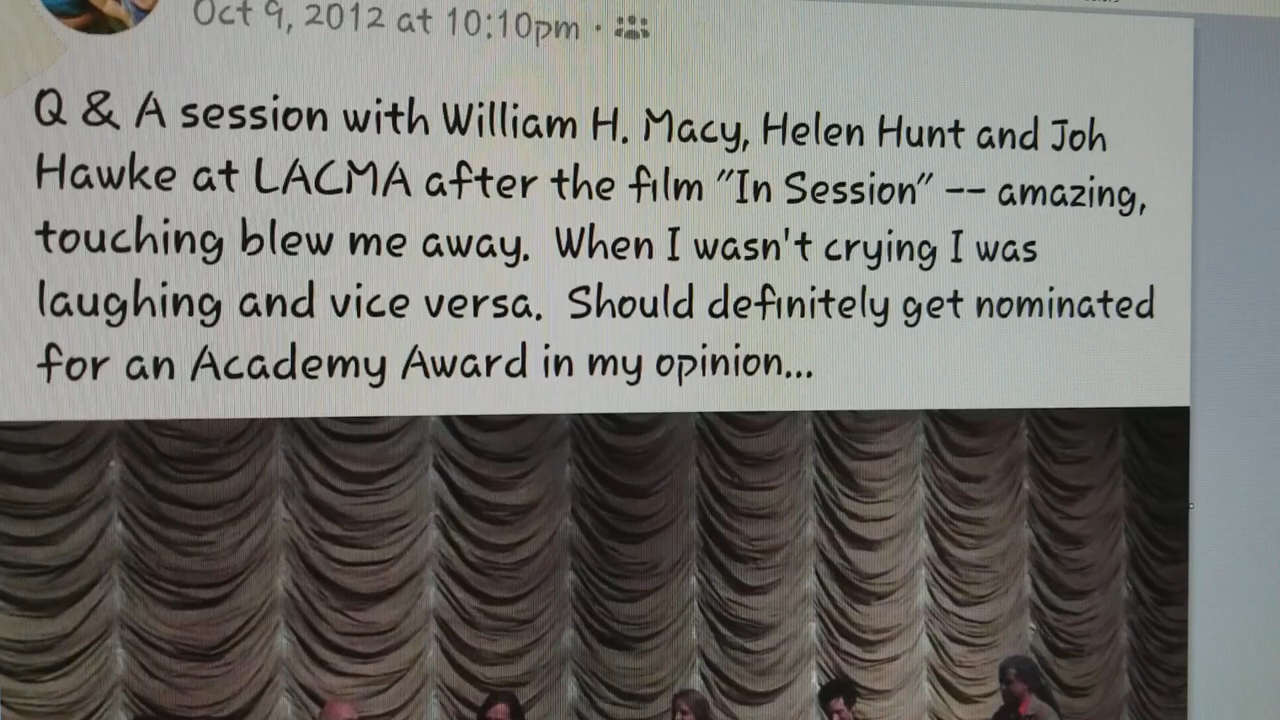 Oct 9, 2012 at 10:10pm ·
Q & A session with William H. Macy, Helen Hunt and Joh
Hawke at LACMA after the film "In Session" -- amazing,
touching blew me away. When I wasn't crying I was
laughing and vice versa. Should definitely get nominated
for an Academy Award in my opinion...